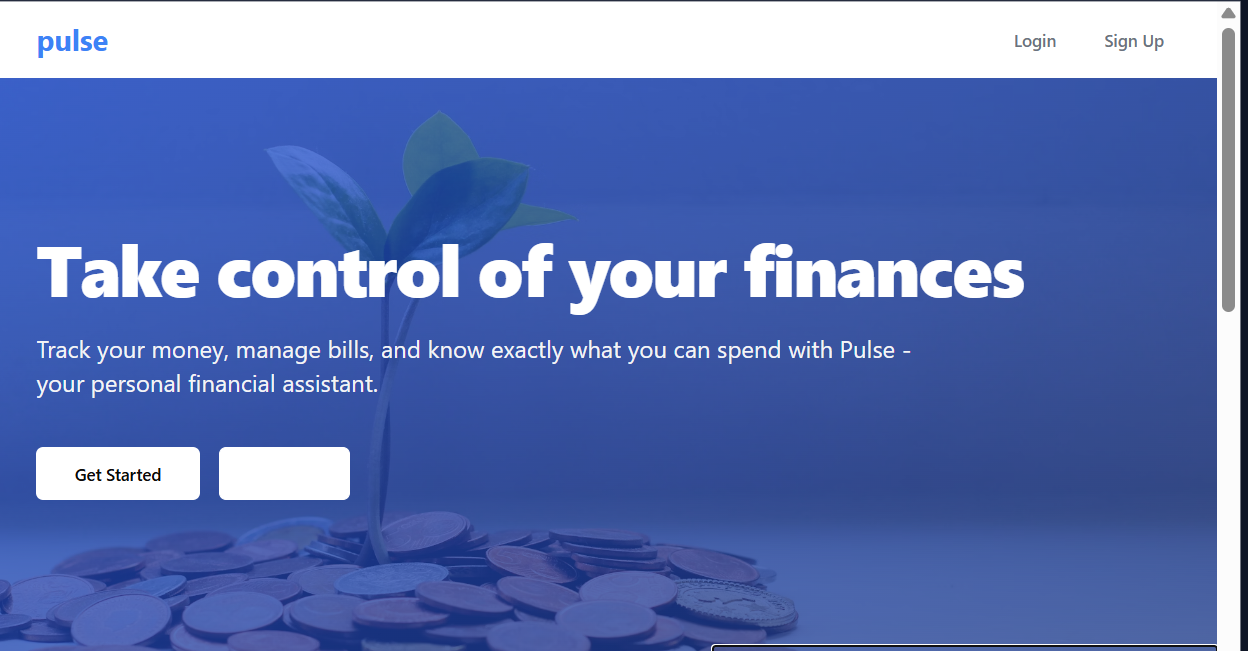 pulse
Login
Sign Up
Take control of your finances
Track your money, manage bills, and know exactly what you can spend with Pulse -
your personal financial assistant.
Get Started